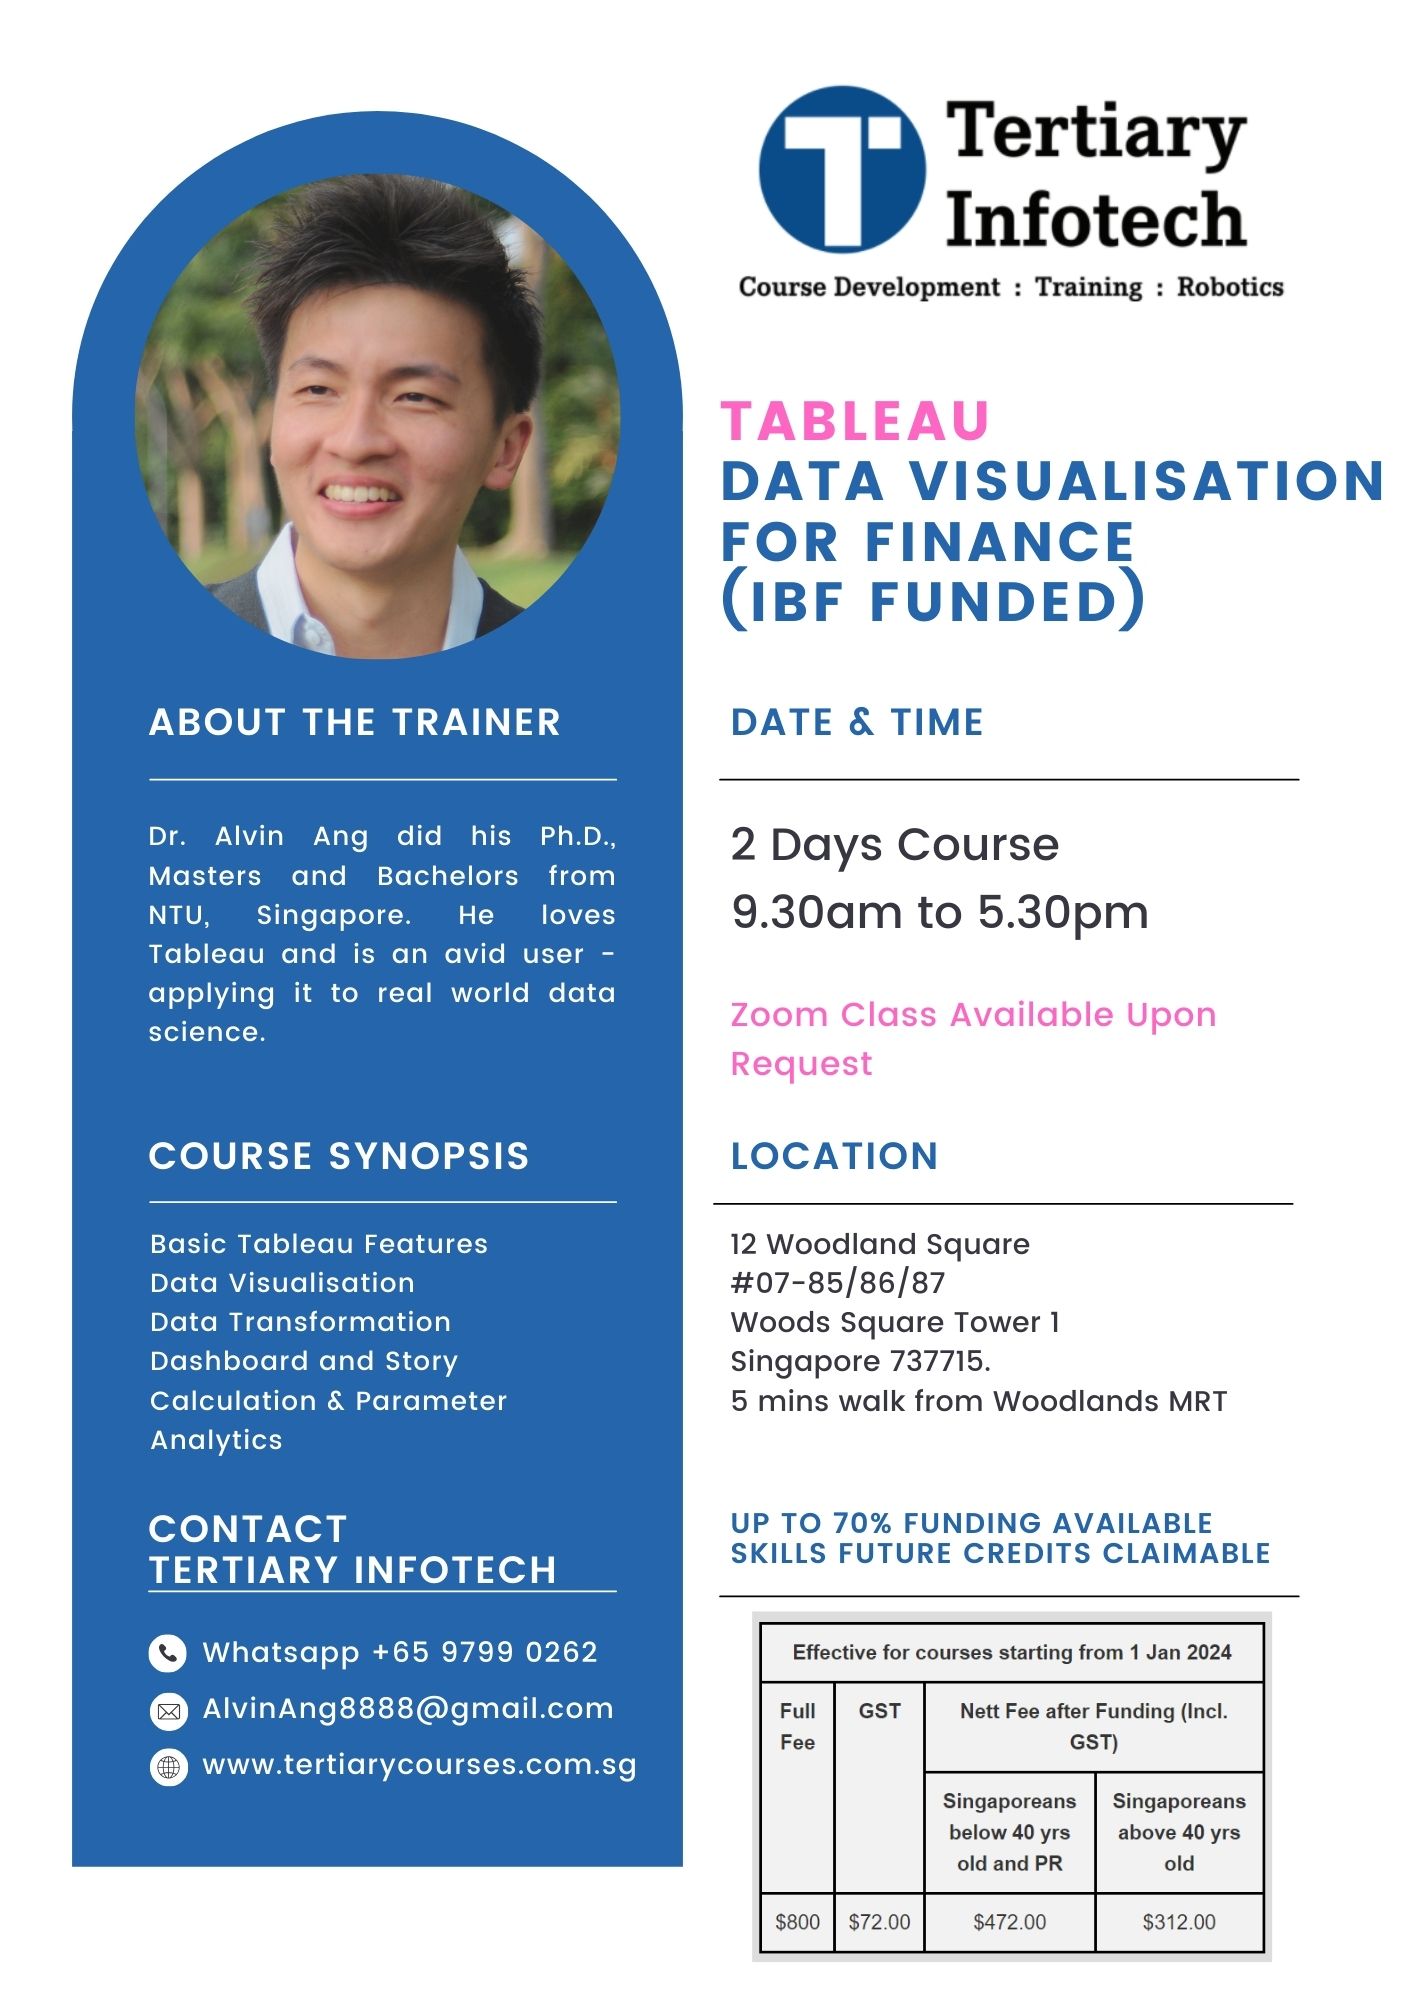 Tertiary
Infotech
Course Development : Training : Robotics
TABLEAU
DATA VISUALISATION
FOR FINANCE
(IBF FUNDED)
ABOUT THE TRAINER
Dr. Alvin Ang did his Ph.D.,
Masters and Bachelors from
NTU, Singapore. He loves
Tableau and is an avid user -
applying it to real world data
science.
DATE & TIME
2 Days Course
9.30am to 5.30pm
Zoom Class Available Upon
Request
COURSE SYNOPSIS
Basic Tableau Features
Data Visualisation
Data Transformation
Dashboard and Story
Calculation & Parameter
Analytics
LOCATION
12 Woodland Square
#07-85/86/87
Woods Square Tower 1
Singapore 737715.
5 mins walk from Woodlands MRT
CONTACT
TERTIARY INFOTECH
Whatsapp +65 9799 0262
AlvinAng8888@gmail.com
www.tertiarycourses.com.sg
UP TO 70% FUNDING AVAILABLE
SKILLS FUTURE CREDITS CLAIMABLE
Effective for courses starting from 1 Jan 2024
Full
Fee
GST
Nett Fee after Funding (Incl.
GST)
Singaporeans
below 40 yrs
old and PR
Singaporeans
above 40 yrs
old
$800 $72.00 $472.00 $312.00